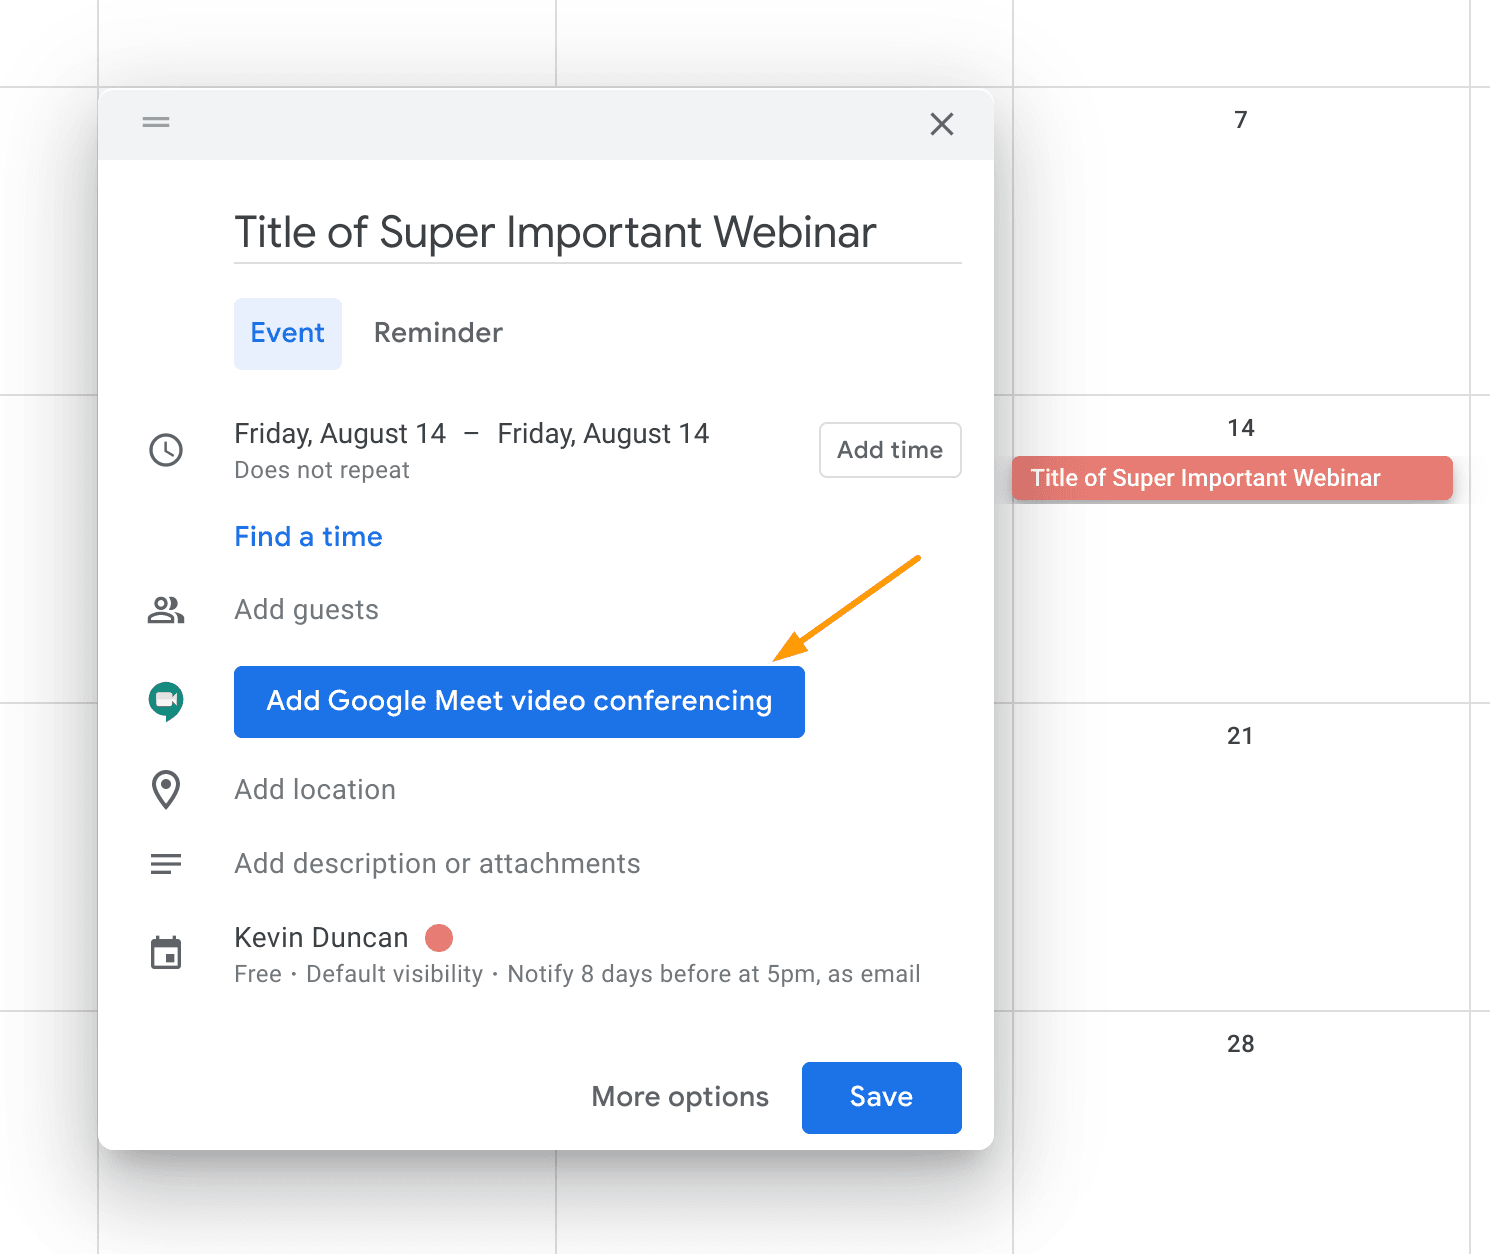 7
Title of Super Important Webinar
Event Reminder
Friday, August 14 – Friday, August 14
Does not repeat
Add time
14
Title of Super Important Webinar
Find a time
Add guests
Add Google Meet video conferencing
21
Add location
Add description or attachments
Kevin Duncan
Free • Default visibility • Notify 8 days before at 5pm, as email
28
More options
Save